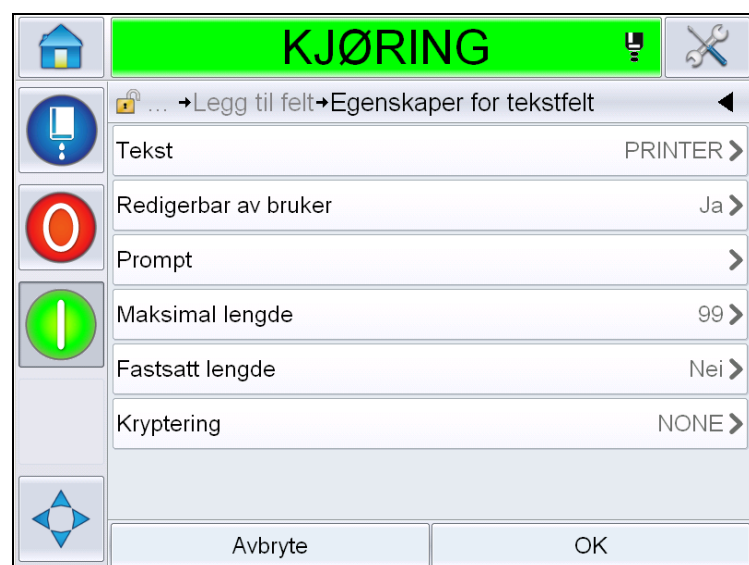 KJØRING
... →Legg til felt→Egenskaper for tekstfelt
Tekst PRINTER
Redigerbar av bruker Ja
Prompt
Maksimal lengde 99
Fastsatt lengde Nei
Kryptering NONE
Avbryte OK